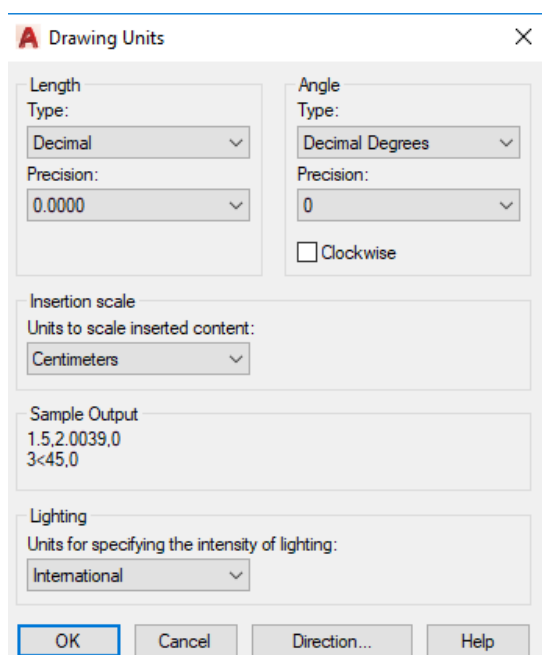 Drawing Units
Length
Type:
Decimal
Precision:
0.0000
Angle
Type:
Decimal Degrees
Precision:
0
Clockwise
Insertion scale
Units to scale inserted content:
Centimeters
Sample Output
1.5,2.0039,0
3<45,0
Lighting
Units for specifying the intensity of lighting:
International
OK Cancel Direction... Help